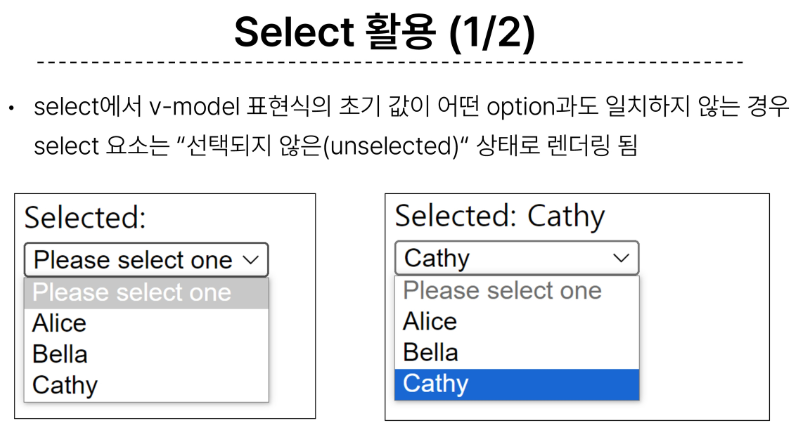 Select 활용 (1/2)
• select에서 v-model 표현식의 초기 값이 어떤 option과도 일치하지 않는 경우
select 요소는 “선택되지 않은(unselected)“ 상태로 렌더링 됨
Selected:
Please select one
Please select one
Alice
Bella
Cathy
Selected: Cathy
Cathy
Please select one
Alice
Bella
Cathy